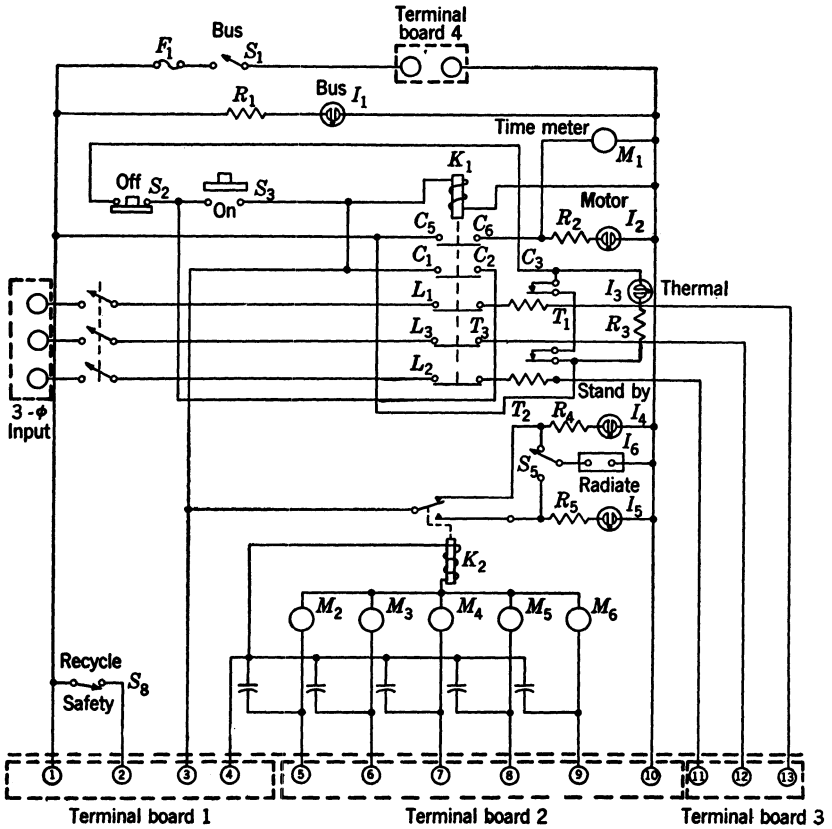 Terminal
board 4
Bus
F1
S1
R1
Bus
I1
Time meter
M1
Off
S2
S3
On
K1
Motor
C5
C6
R2
I2
C1
C2
C3
I3
Thermal
L1
T1
R3
L3
T3
L2
3-φ
Input
T2
Stand by
R4
I4
S5
I6
Radiate
R5
I5
K2
M2
M3
M4
M5
M6
Recycle
S8
Safety
1
2
3
4
5
6
7
8
9
10
11
12
13
Terminal board 1
Terminal board 2
Terminal board 3